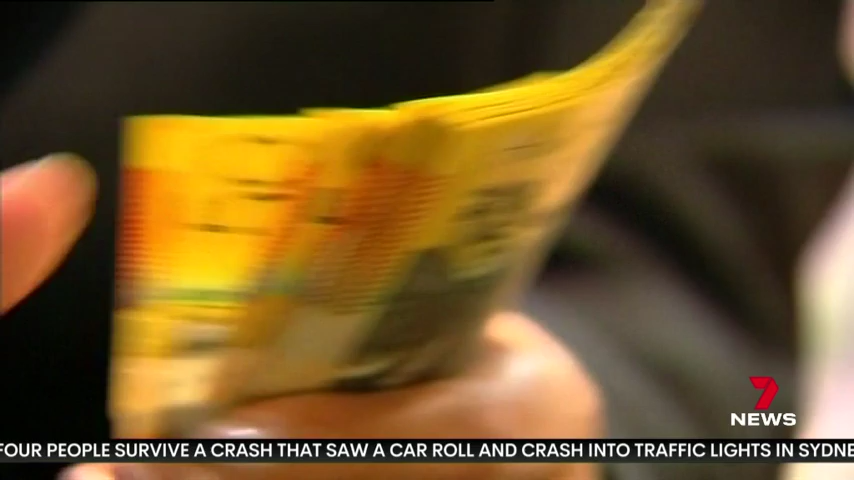 7
NEWS
FOUR PEOPLE SURVIVE A CRASH THAT SAW A CAR ROLL AND CRASH INTO TRAFFIC LIGHTS IN SYDNE